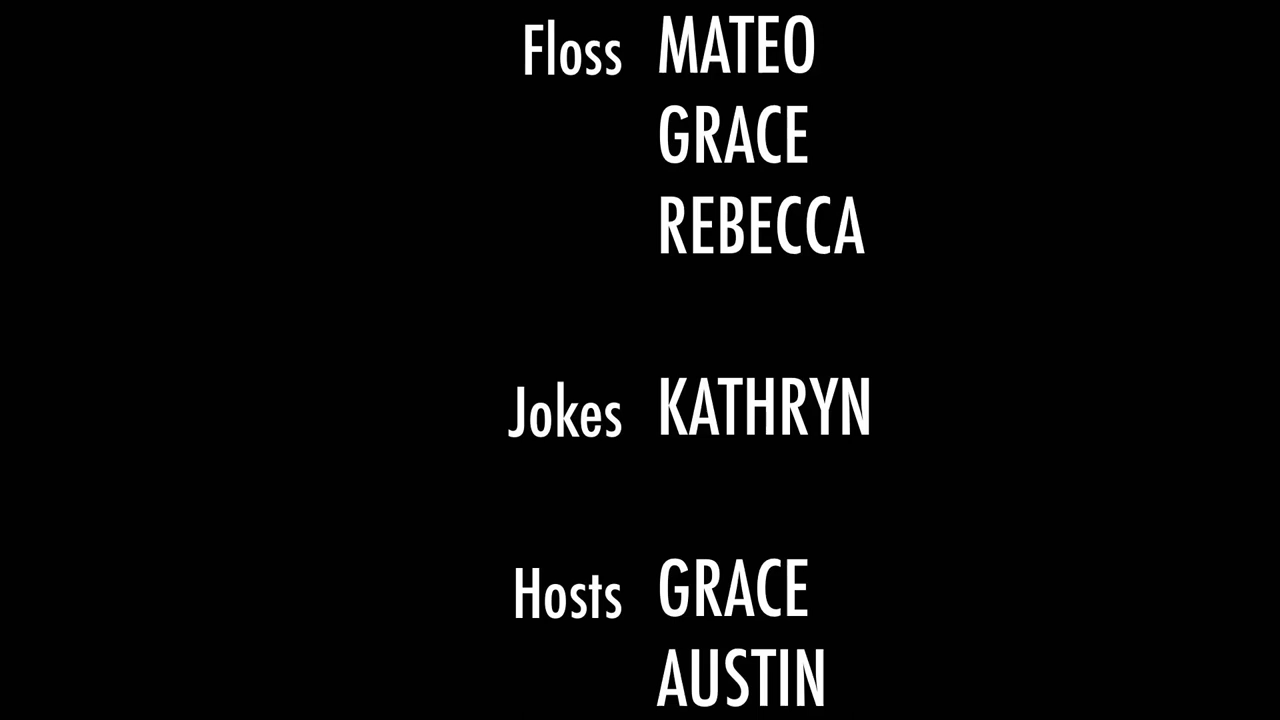 Floss MATEO
GRACE
REBECCA
Jokes KATHRYN
Hosts GRACE
AUSTIN